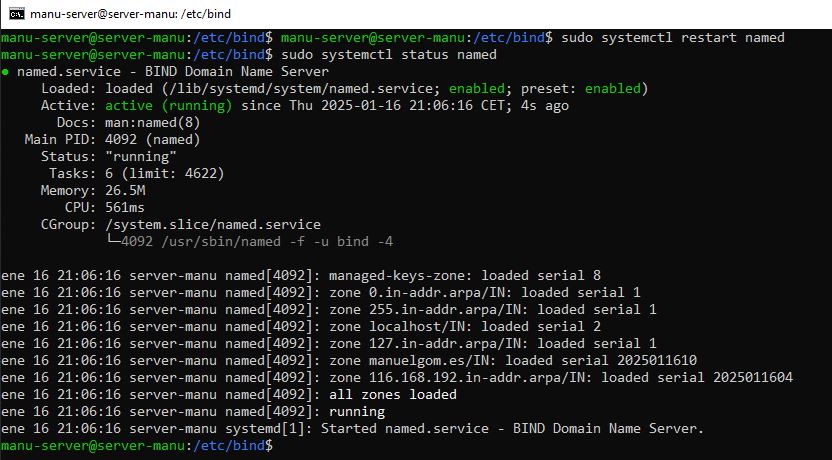 manu-server@server-manu: /etc/bind
manu-server@server-manu:/etc/bind$ manu-server@server-manu:/etc/bind$ sudo systemctl restart named
manu-server@server-manu:/etc/bind$ sudo systemctl status named
● named.service - BIND Domain Name Server
Loaded: loaded (/lib/systemd/system/named.service; enabled; preset: enabled)
Active: active (running) since Thu 2025-01-16 21:06:16 CET; 4s ago
Docs: man:named(8)
Main PID: 4092 (named)
Status: "running"
Tasks: 6 (limit: 4622)
Memory: 26.5M
CPU: 561ms
CGroup: /system.slice/named.service
└─4092 /usr/sbin/named -f -u bind -4
ene 16 21:06:16 server-manu named[4092]: managed-keys-zone: loaded serial 8
ene 16 21:06:16 server-manu named[4092]: zone 0.in-addr.arpa/IN: loaded serial 1
ene 16 21:06:16 server-manu named[4092]: zone 255.in-addr.arpa/IN: loaded serial 1
ene 16 21:06:16 server-manu named[4092]: zone localhost/IN: loaded serial 2
ene 16 21:06:16 server-manu named[4092]: zone 127.in-addr.arpa/IN: loaded serial 1
ene 16 21:06:16 server-manu named[4092]: zone manuelgom.es/IN: loaded serial 2025011610
ene 16 21:06:16 server-manu named[4092]: zone 116.168.192.in-addr.arpa/IN: loaded serial 2025011604
ene 16 21:06:16 server-manu named[4092]: all zones loaded
ene 16 21:06:16 server-manu named[4092]: running
ene 16 21:06:16 server-manu systemd[1]: Started named.service - BIND Domain Name Server.
manu-server@server-manu:/etc/bind$